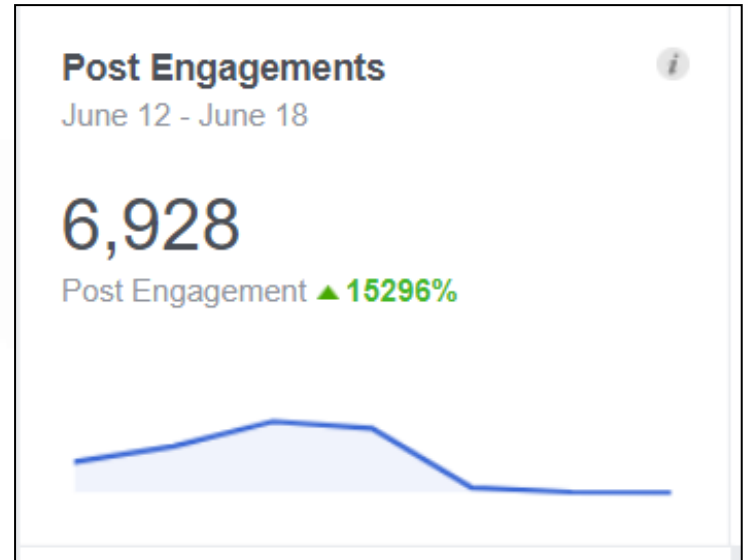 Post Engagements
i
June 12 - June 18
6,928
Post Engagement ▲ 15296%